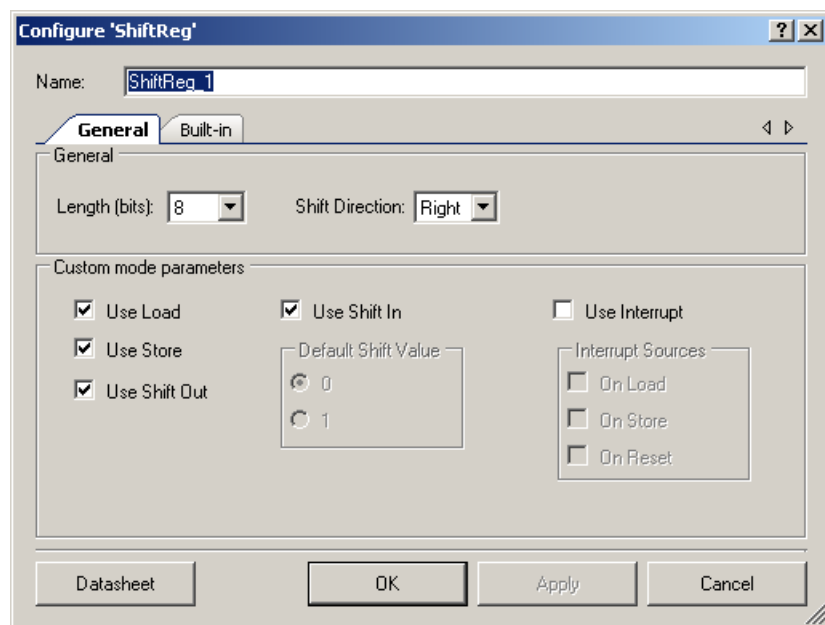 Configure 'ShiftReg'
Name: ShiftReg_1
General Built-in
General
Length (bits): 8 Shift Direction: Right
Custom mode parameters
Use Load Use Shift In Use Interrupt
Use Store Default Shift Value Interrupt Sources
Use Shift Out 0 On Load
1 On Store
On Reset
Datasheet OK Apply Cancel